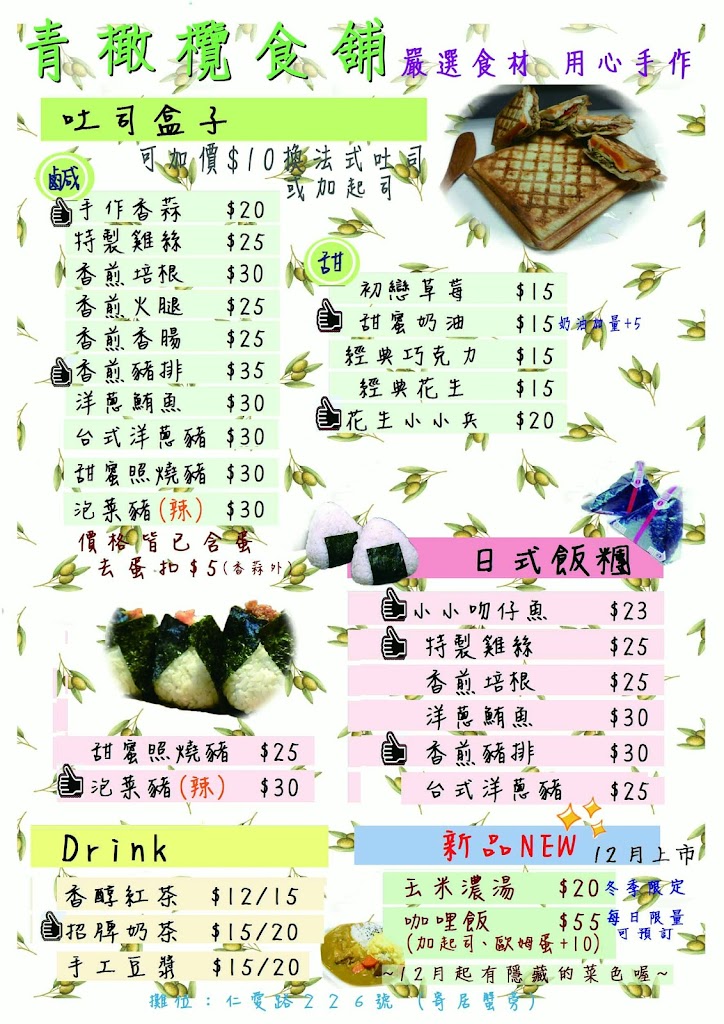 青橄欖食舖 嚴選食材 用心手作
吐司盒子
可加價$10換法式吐司
或加起司
鹹
手作香蒜 $20
特製雞絲 $25
香煎培根 $30
香煎火腿 $25
香煎香腸 $25
香煎豬排 $35
洋蔥鮪魚 $30
台式洋蔥豬 $30
甜蜜照燒豬 $30
泡菜豬(辣) $30
價格皆已含蛋
去蛋扣$5(香蒜外)
甜
初戀草莓 $15
甜蜜奶油 $15 奶油加量+5
經典巧克力 $15
經典花生 $15
花生小小兵 $20
日式飯糰
小小吻仔魚 $23
特製雞絲 $25
香煎培根 $25
洋蔥鮪魚 $30
香煎豬排 $30
台式洋蔥豬 $25
甜蜜照燒豬 $25
泡菜豬(辣) $30
Drink
香醇紅茶 $12/15
招牌奶茶 $15/20
手工豆漿 $15/20
新品NEW 12月上市
玉米濃湯 $20 冬季限定
咖哩飯 $55 每日限量
(加起司、歐姆蛋+10) 可預訂
~12月起有隱藏的菜色喔~
攤位：仁愛路226號 (寄居蟹旁)